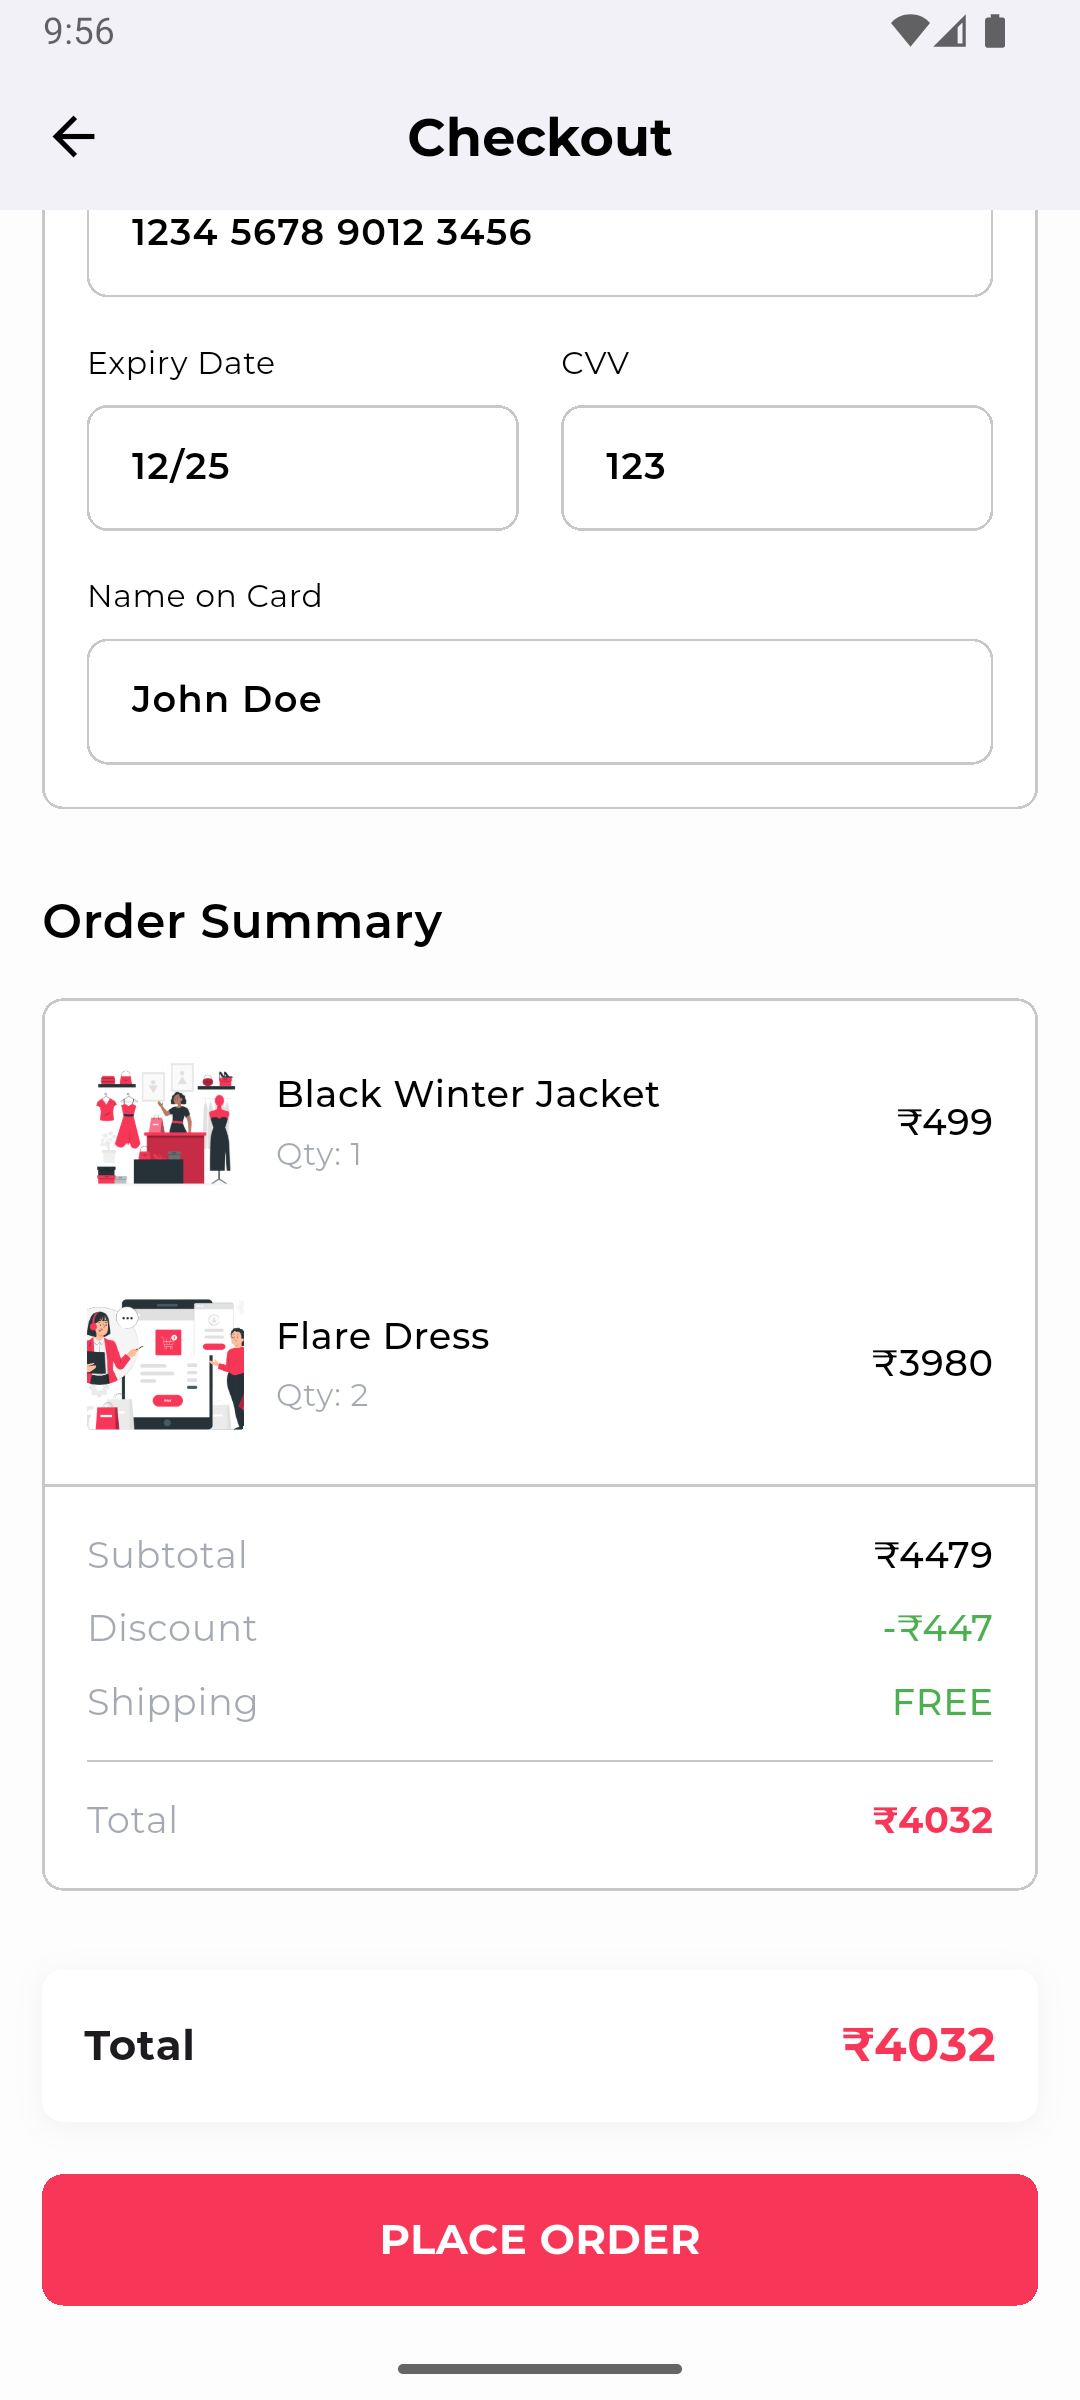 9:56
Checkout
1234 5678 9012 3456
Expiry Date
CVV
12/25
123
Name on Card
John Doe
Order Summary
Black Winter Jacket
Qty: 1
₹499
Flare Dress
Qty: 2
₹3980
Subtotal
₹4479
Discount
-₹447
Shipping
FREE
Total
₹4032
Total
₹4032
PLACE ORDER